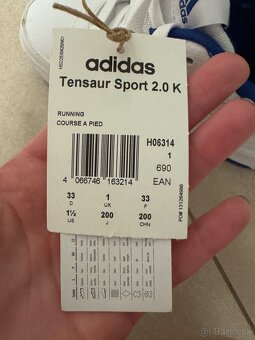 adidas
Tensaur Sport 2.0 K
RUNNING
COURSE A PIED
H06314
1
690
4 066746 163214 EAN
33 1 33
D UK F
1½ 200 200
US J CHN